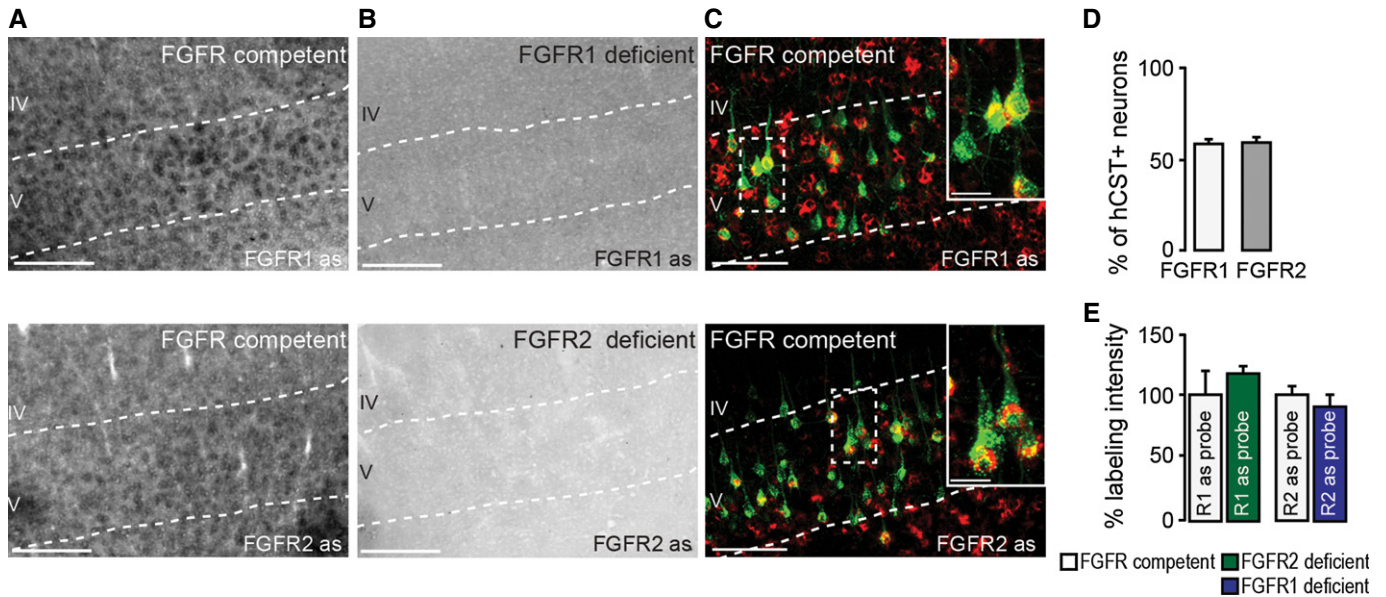 A
FGFR competent
IV
V
FGFR1 as
B
FGFR1 deficient
IV
V
FGFR1 as
C
FGFR competent
IV
V
FGFR1 as
FGFR competent
IV
V
FGFR2 as
FGFR2 deficient
IV
V
FGFR2 as
FGFR competent
IV
V
FGFR2 as
D
% of hCST+ neurons
100
50
0
FGFR1 FGFR2
E
% labeling intensity
150
100
50
0
R1 as probe
R1 as probe
R2 as probe
R2 as probe
FGFR competent
FGFR2 deficient
FGFR1 deficient